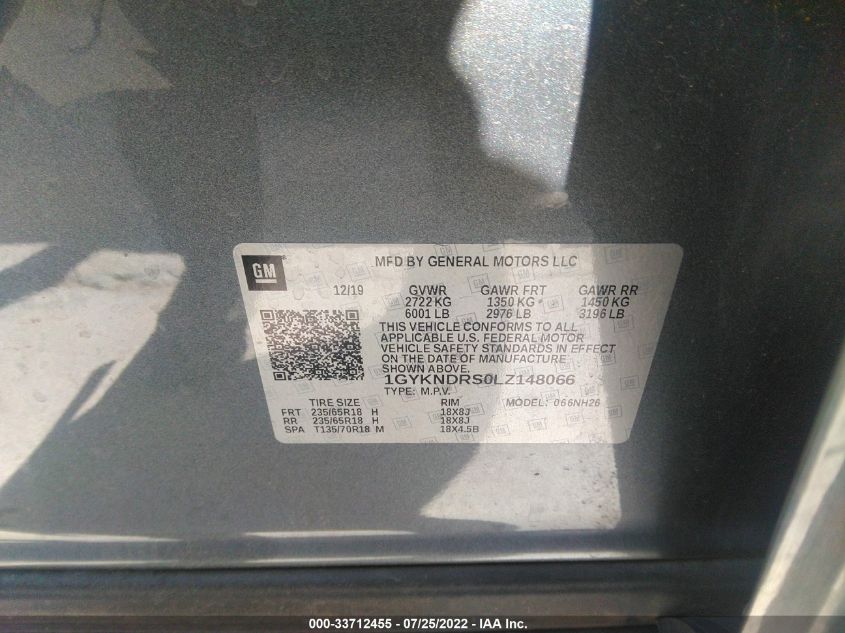 GM
MFD BY GENERAL MOTORS LLC
12/19 GVWR GAWR FRT GAWR RR
2722 KG 1350 KG 1450 KG
6001 LB 2976 LB 3196 LB
THIS VEHICLE CONFORMS TO ALL
APPLICABLE U.S. FEDERAL MOTOR
VEHICLE SAFETY STANDARDS IN EFFECT
ON THE DATE OF MANUFACTURE
SHOWN ABOVE.
1GYKNDRS0LZ148066
TYPE: M.P.V. MODEL: 066NH26
TIRE SIZE RIM
FRT 235/65R18 H 18X8J
RR 235/65R18 H 18X8J
SPA T135/70R18 M 18X4.5B
000-33712455 - 07/25/2022 - IAA Inc.